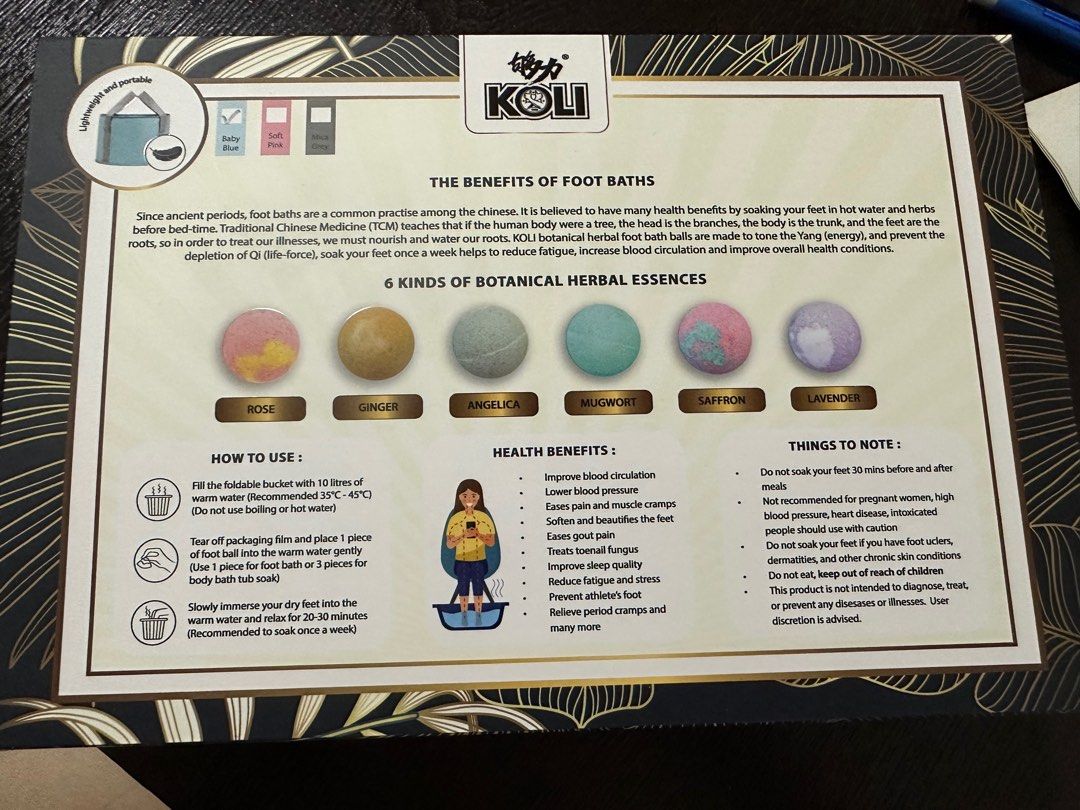 Lightweight and portable
Baby
Blue
Soft
Pink
Mica
Grey
够力®
KOLI
THE BENEFITS OF FOOT BATHS
Since ancient periods, foot baths are a common practise among the chinese. It is believed to have many health benefits by soaking your feet in hot water and herbs
before bed-time. Traditional Chinese Medicine (TCM) teaches that if the human body were a tree, the head is the branches, the body is the trunk, and the feet are the
roots, so in order to treat our illnesses, we must nourish and water our roots. KOLI botanical herbal foot bath balls are made to tone the Yang (energy), and prevent the
depletion of Qi (life-force), soak your feet once a week helps to reduce fatigue, increase blood circulation and improve overall health conditions.
6 KINDS OF BOTANICAL HERBAL ESSENCES
ROSE
GINGER
ANGELICA
MUGWORT
SAFFRON
LAVENDER
HOW TO USE :
Fill the foldable bucket with 10 litres of
warm water (Recommended 35℃ - 45℃)
(Do not use boiling or hot water)
Tear off packaging film and place 1 piece
of foot ball into the warm water gently
(Use 1 piece for foot bath or 3 pieces for
body bath tub soak)
Slowly immerse your dry feet into the
warm water and relax for 20-30 minutes
(Recommended to soak once a week)
HEALTH BENEFITS :
• Improve blood circulation
• Lower blood pressure
• Eases pain and muscle cramps
• Soften and beautifies the feet
• Eases gout pain
• Treats toenail fungus
• Improve sleep quality
• Reduce fatigue and stress
• Prevent athlete's foot
• Relieve period cramps and
many more
THINGS TO NOTE :
• Do not soak your feet 30 mins before and after
meals
• Not recommended for pregnant women, high
blood pressure, heart disease, intoxicated
people should use with caution
• Do not soak your feet if you have foot uclers,
dermatities, and other chronic skin conditions
• Do not eat, keep out of reach of children
• This product is not intended to diagnose, treat,
or prevent any disesases or illnesses. User
discretion is advised.